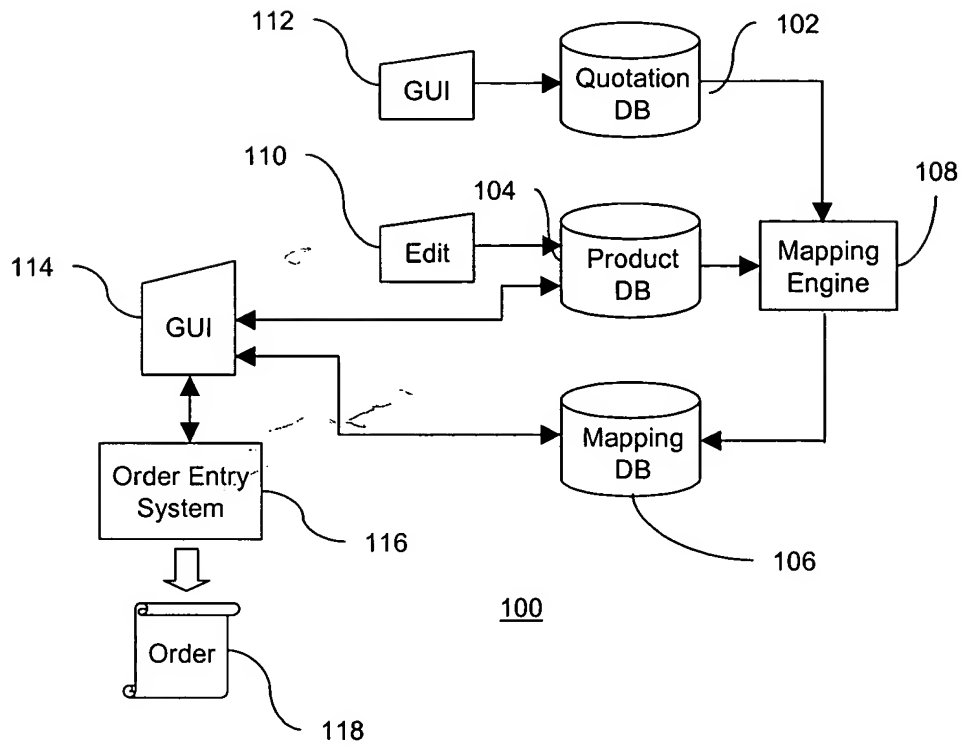 112
102
GUI
Quotation
DB
110
104
108
Edit
Product
DB
Mapping
Engine
114
GUI
Mapping
DB
Order Entry
System
116
106
100
Order
118